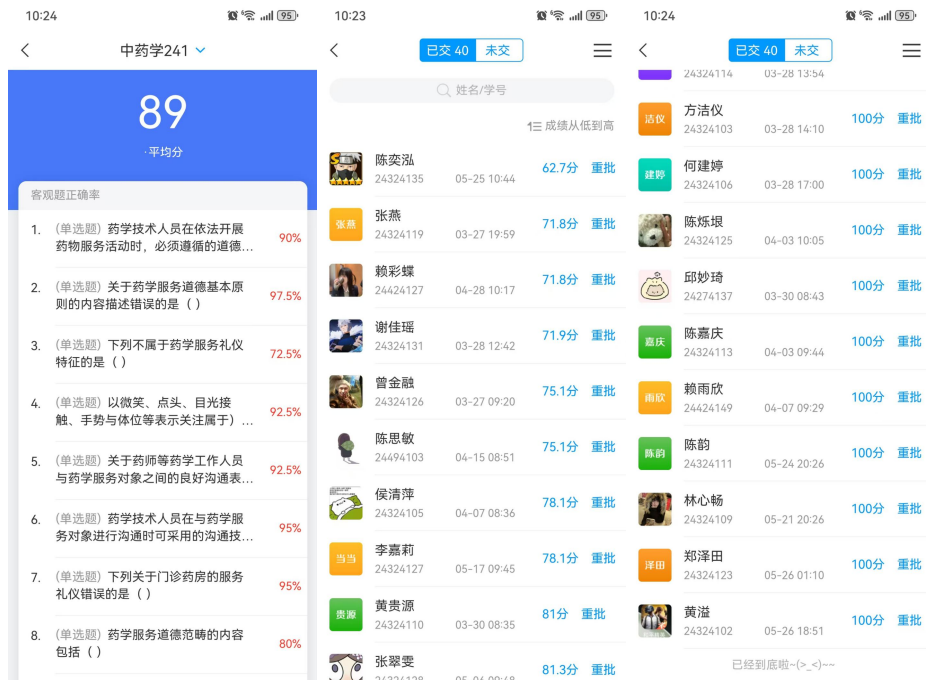 10:24
95
中药学241
89
·平均分
客观题正确率
1. (单选题) 药学技术人员在依法开展
药物服务活动时，必须遵循的道德...
90%
2. (单选题) 关于药学服务道德基本原
则的内容描述错误的是（ ）
97.5%
3. (单选题) 下列不属于药学服务礼仪
特征的是（ ）
72.5%
4. (单选题) 以微笑、点头、目光接
触、手势与体位等表示关注属于）...
92.5%
5. (单选题) 关于药师等药学工作人员
与药学服务对象之间的良好沟通表...
92.5%
6. (单选题) 药学技术人员在与药学服
务对象进行沟通时可采用的沟通技...
95%
7. (单选题) 下列关于门诊药房的服务
礼仪错误的是（ ）
95%
8. (单选题) 药学服务道德范畴的内容
包括（ ）
80%
10:23
95
已交 40 未交
姓名/学号
成绩从低到高
陈奕泓
24324135 05-25 10:44
62.7分 重批
张燕
张燕
24324119 03-27 19:59
71.8分 重批
赖彩蝶
24424127 04-28 10:17
71.8分 重批
谢佳瑶
24324131 03-28 12:42
71.9分 重批
曾金融
24324126 03-27 09:20
75.1分 重批
陈思敏
24494103 04-15 08:51
75.1分 重批
侯清萍
24324105 04-07 08:36
78.1分 重批
当当
李嘉莉
24324127 05-17 09:45
78.1分 重批
贵源
黄贵源
24324110 03-30 08:35
81分 重批
张翠雯
24324128 05-06 09:48
81.3分 重批
10:24
95
已交 40 未交
24324114 03-28 13:54
洁仪
方洁仪
24324103 03-28 14:10
100分 重批
建婷
何建婷
24324106 03-28 17:00
100分 重批
陈烁垠
24324125 04-03 10:05
100分 重批
邱妙琦
24274137 03-30 08:43
100分 重批
嘉庆
陈嘉庆
24324113 04-03 09:44
100分 重批
雨欣
赖雨欣
24424149 04-07 09:29
100分 重批
陈韵
陈韵
24324111 05-24 20:26
100分 重批
林心畅
24324109 05-21 20:26
100分 重批
泽田
郑泽田
24324123 05-26 01:10
100分 重批
黄溢
24324102 05-26 18:51
100分 重批
已经到底啦~(>_<)~~